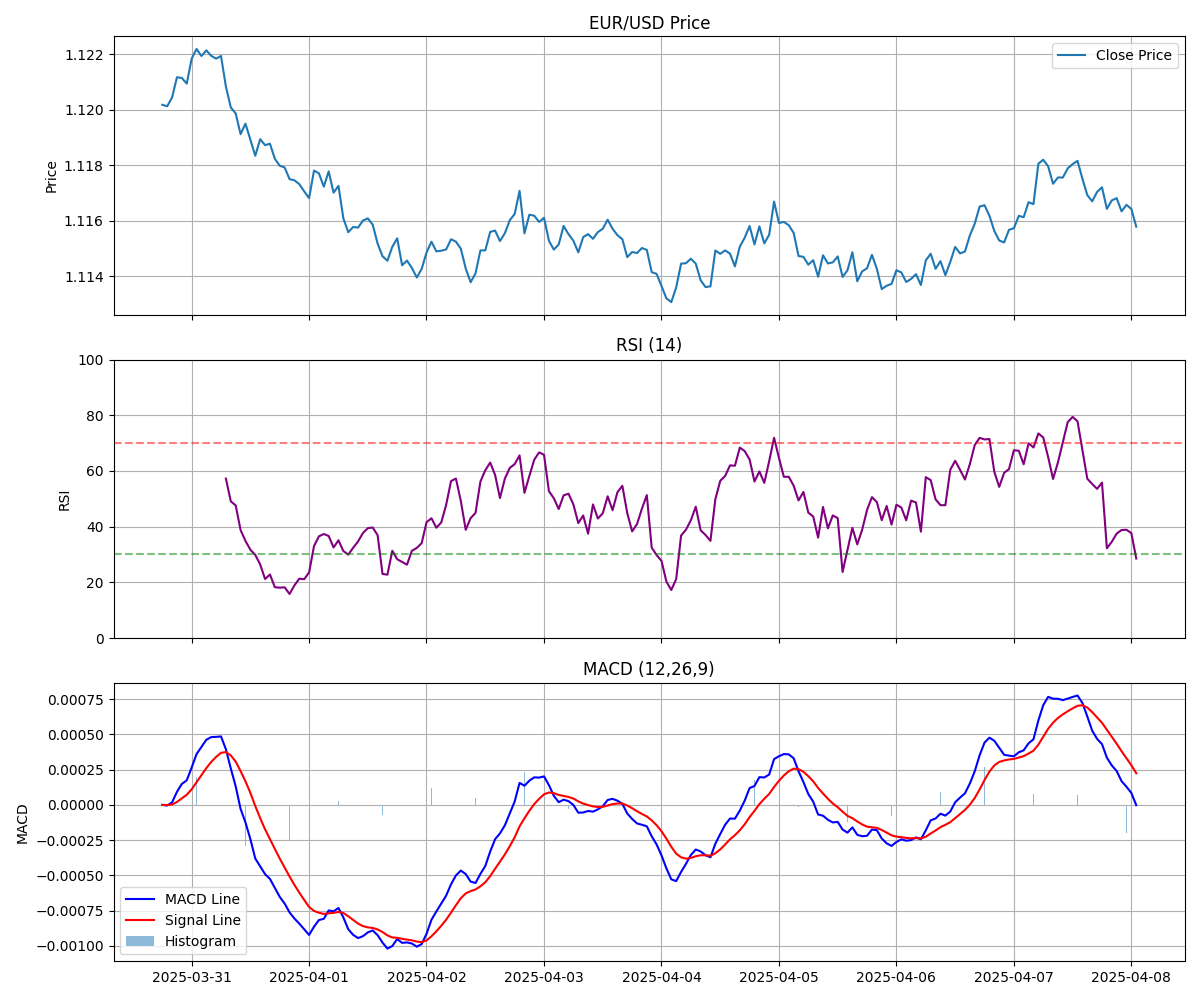 EUR/USD Price
1.122
1.120
1.118
1.116
1.114
Price
Close Price
RSI (14)
100
80
60
40
20
0
RSI
MACD (12,26,9)
0.00075
0.00050
0.00025
0.00000
−0.00025
−0.00050
−0.00075
−0.00100
MACD
MACD Line
Signal Line
Histogram
2025-03-31 2025-04-01 2025-04-02 2025-04-03 2025-04-04 2025-04-05 2025-04-06 2025-04-07 2025-04-08